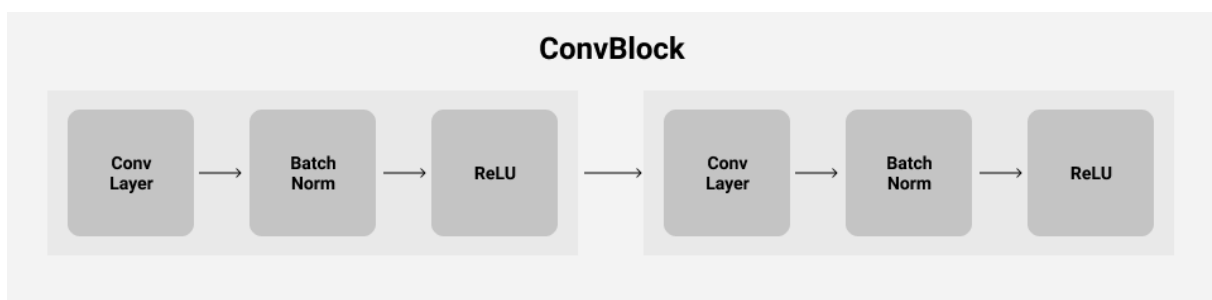 ConvBlock
Conv
Layer
Batch
Norm
ReLU
Conv
Layer
Batch
Norm
ReLU